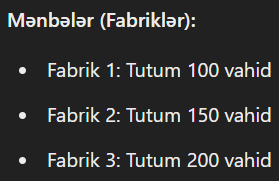 Mənbələr (Fabriklər):
• Fabrik 1: Tutum 100 vahid
• Fabrik 2: Tutum 150 vahid
• Fabrik 3: Tutum 200 vahid